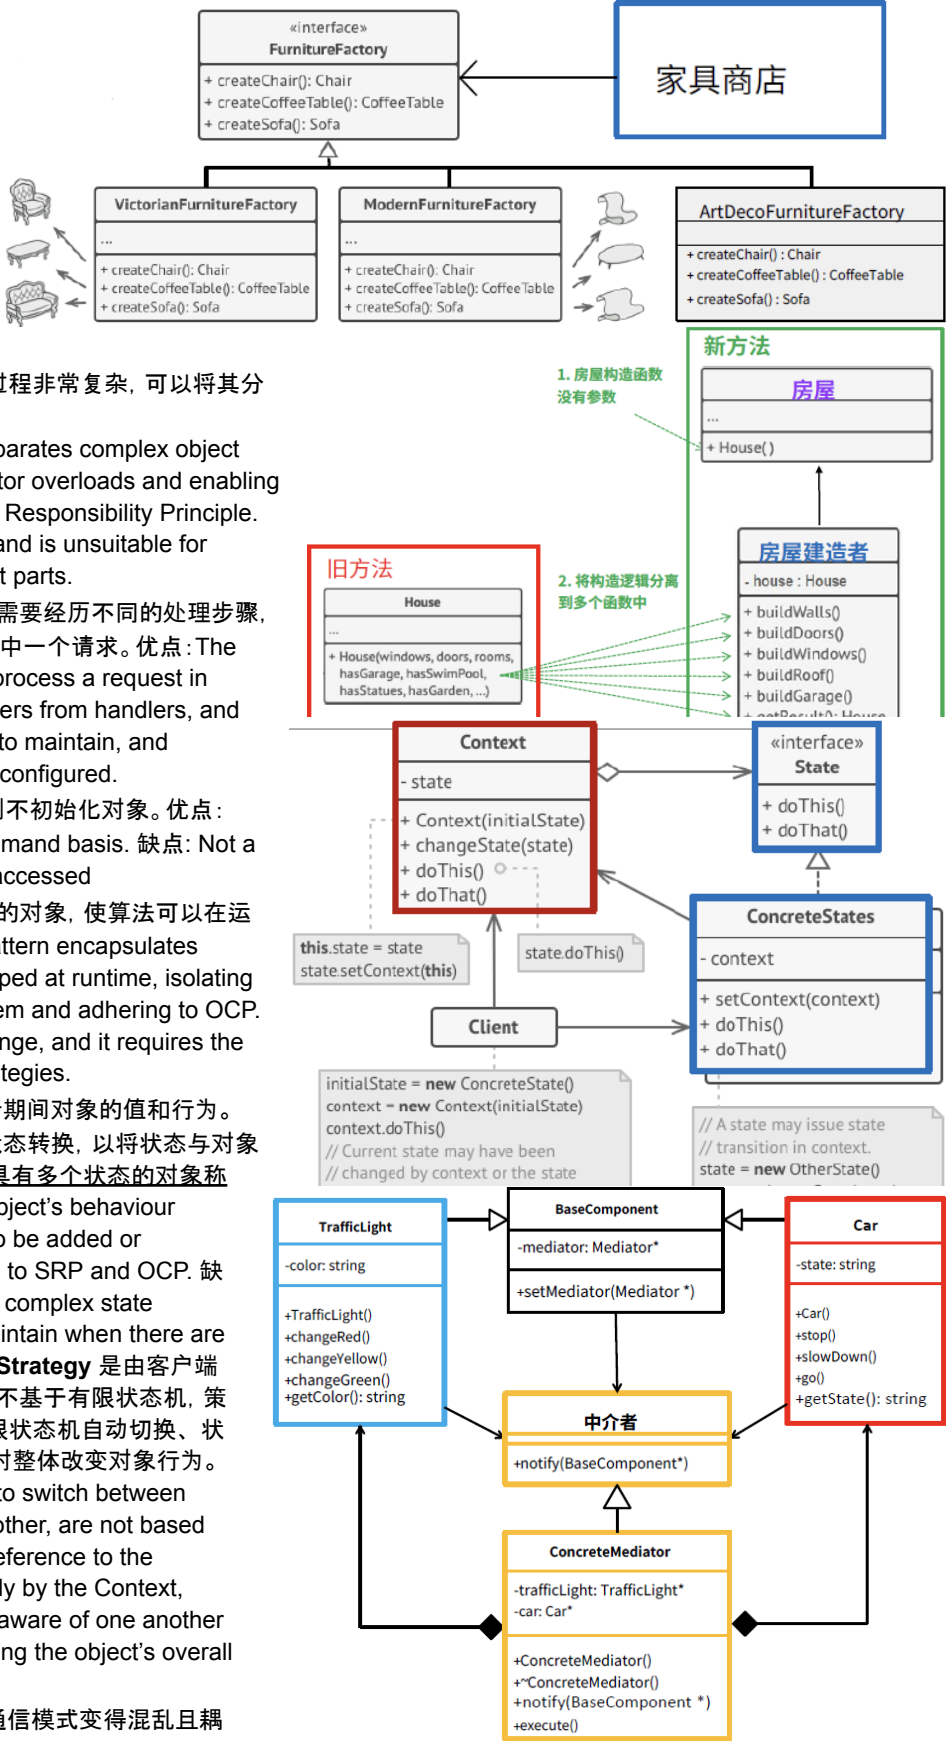 «interface»
FurnitureFactory
+ createChair(): Chair
+ createCoffeeTable(): CoffeeTable
+ createSofa(): Sofa
家具商店
VictorianFurnitureFactory
...
+ createChair(): Chair
+ createCoffeeTable(): CoffeeTable
+ createSofa(): Sofa
ModernFurnitureFactory
...
+ createChair(): Chair
+ createCoffeeTable(): CoffeeTable
+ createSofa(): Sofa
ArtDecoFurnitureFactory
+ createChair() : Chair
+ createCoffeeTable() : CoffeeTable
+ createSofa() : Sofa
过程非常复杂, 可以将其分
parates complex object
tor overloads and enabling
Responsibility Principle.
and is unsuitable for
t parts.
需要经历不同的处理步骤,
中一个请求。优点: The
process a request in
ers from handlers, and
to maintain, and
configured.
则不初始化对象。优点:
mand basis. 缺点: Not a
accessed
的对象, 使算法可以在运
attern encapsulates
ped at runtime, isolating
em and adhering to OCP.
nge, and it requires the
tegies.
期间对象的值和行为。
状态转换, 以将状态与对象
具有多个状态的对象称
bject's behaviour
o be added or
to SRP and OCP. 缺
complex state
intain when there are
Strategy 是由客户端
不基于有限状态机, 策
限状态机自动切换、状
时整体改变对象行为。
to switch between
other, are not based
eference to the
dly by the Context,
aware of one another
ing the object's overall
通信模式变得混乱且耦
新方法
1. 房屋构造函数
没有参数
房屋
...
+ House()
旧方法
House
...
+ House(windows, doors, rooms,
hasGarage, hasSwimPool,
hasStatues, hasGarden, ...)
2. 将构造逻辑分离
到多个函数中
房屋建造者
- house : House
+ buildWalls()
+ buildDoors()
+ buildWindows()
+ buildRoof()
+ buildGarage()
+ getResult(): House
Context
- state
+ Context(initialState)
+ changeState(state)
+ doThis()
+ doThat()
«interface»
State
+ doThis()
+ doThat()
this.state = state
state.setContext(this)
state.doThis()
ConcreteStates
- context
+ setContext(context)
+ doThis()
+ doThat()
Client
initialState = new ConcreteState()
context = new Context(initialState)
context.doThis()
// Current state may have been
// changed by context or the state
// A state may issue state
// transition in context.
state = new OtherState()
TrafficLight
-color: string
+TrafficLight()
+changeRed()
+changeYellow()
+changeGreen()
+getColor(): string
BaseComponent
-mediator: Mediator*
+setMediator(Mediator *)
Car
-state: string
+Car()
+stop()
+slowDown()
+go()
+getState(): string
中介者
+notify(BaseComponent*)
ConcreteMediator
-trafficLight: TrafficLight*
-car: Car*
+ConcreteMediator()
+~ConcreteMediator()
+notify(BaseComponent *)
+execute()